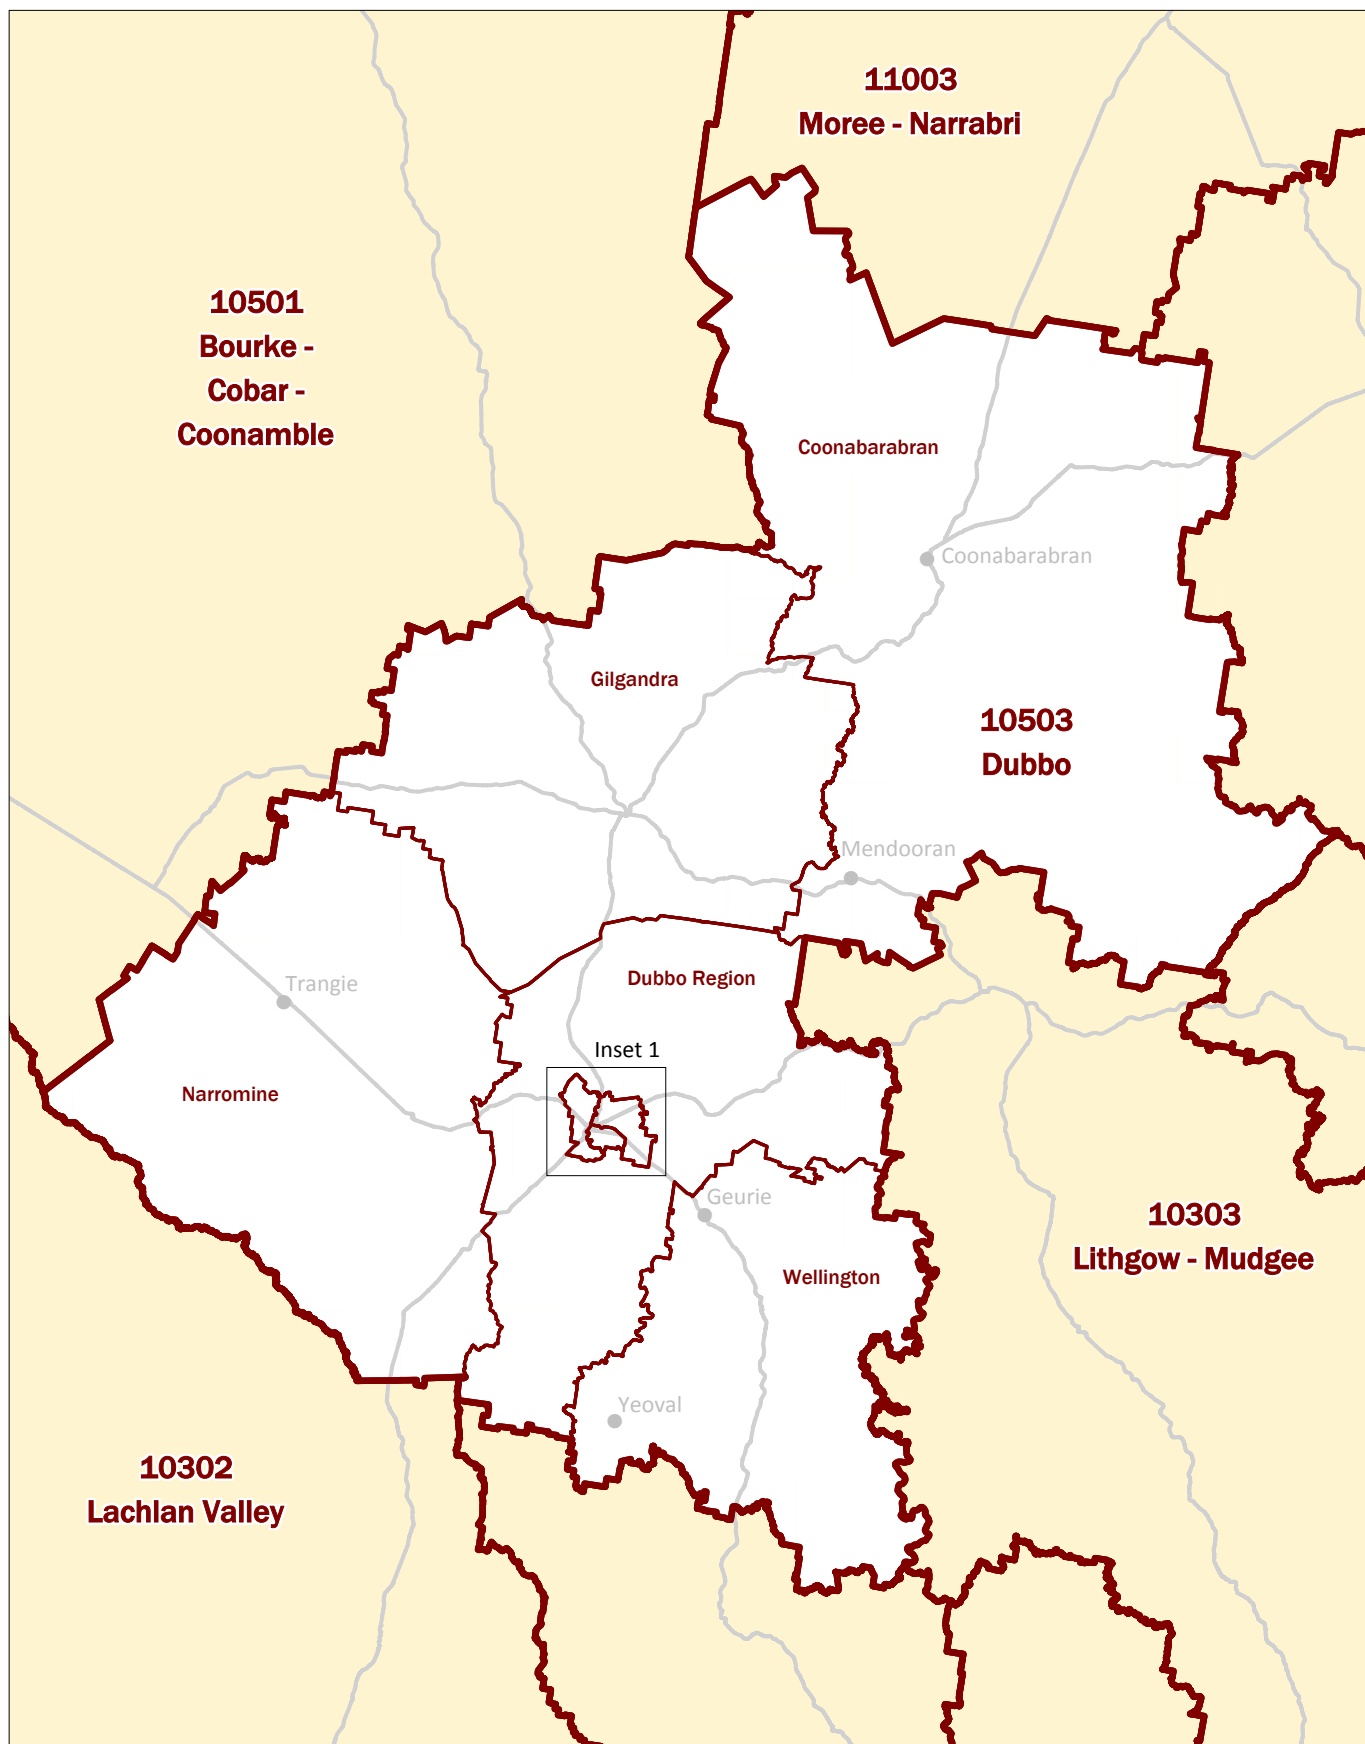 11003
Moree - Narrabri
10501
Bourke -
Cobar -
Coonamble
Coonabarabran
Coonabarabran
Gilgandra
10503
Dubbo
Mendooran
Dubbo Region
Trangie
Inset 1
Narromine
Geurie
10303
Lithgow - Mudgee
Wellington
Yeoval
10302
Lachlan Valley